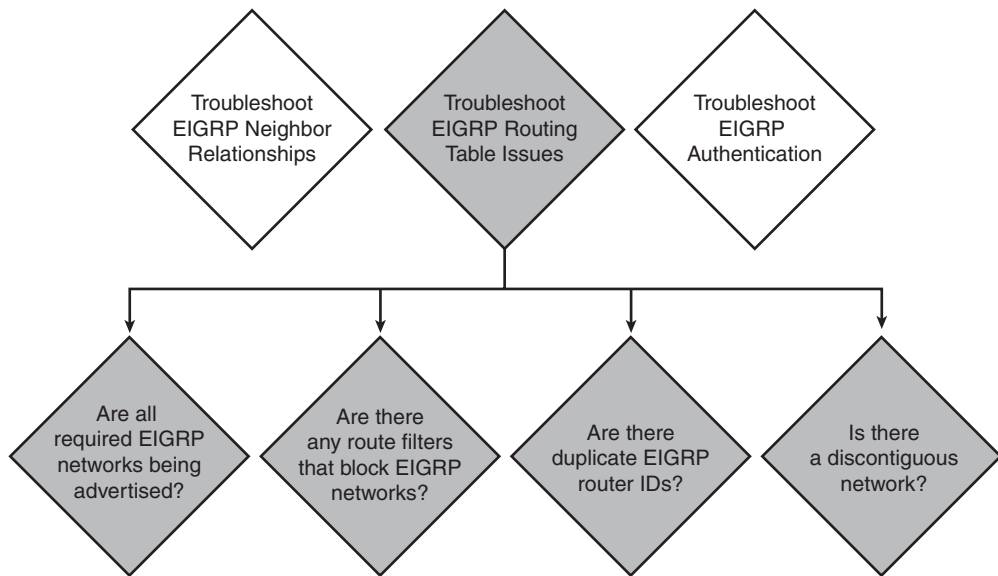 Troubleshoot
EIGRP Neighbor
Relationships
Troubleshoot
EIGRP Routing
Table Issues
Troubleshoot
EIGRP
Authentication
Are all
required EIGRP
networks being
advertised?
Are there
any route filters
that block EIGRP
networks?
Are there
duplicate EIGRP
router IDs?
Is there
a discontiguous
network?